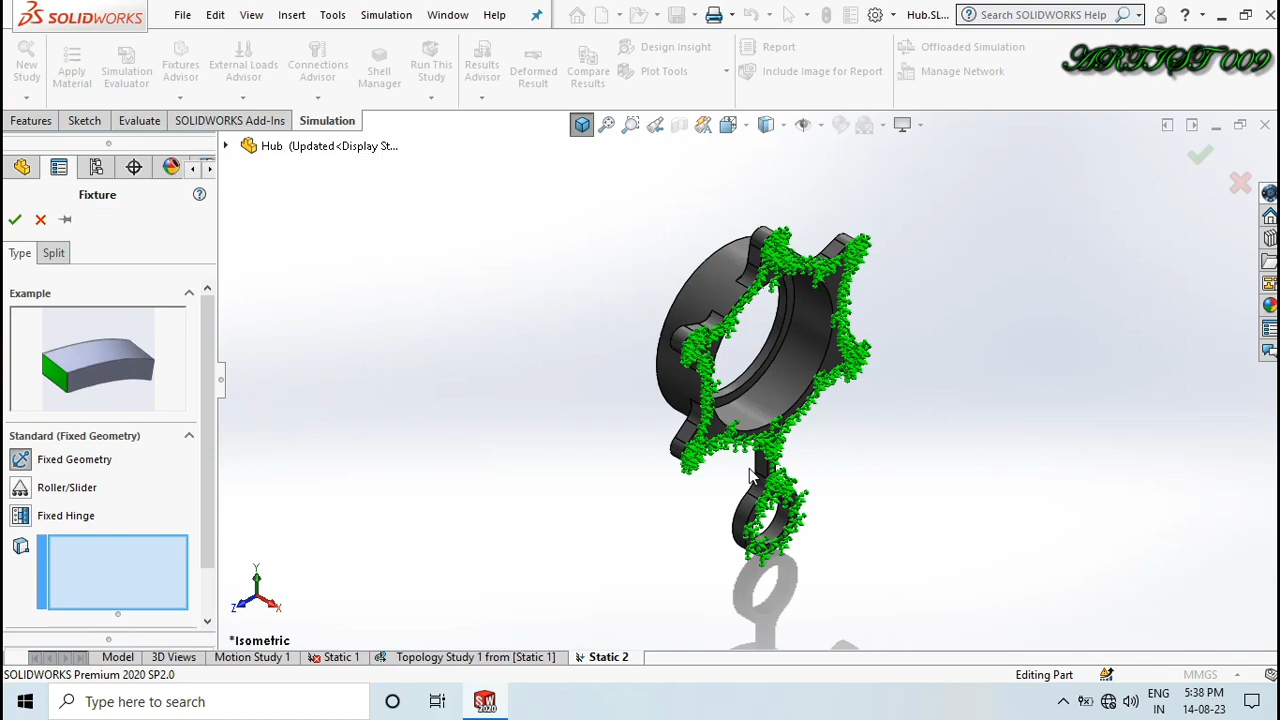 SOLIDWORKS
File Edit View Insert Tools Simulation Window Help
Hub.SL...
Search SOLIDWORKS Help
?
New Study
Apply Material
Simulation Evaluator
Fixtures Advisor
External Loads Advisor
Connections Advisor
Shell Manager
Run This Study
Results Advisor
Deformed Result
Compare Results
Design Insight
Plot Tools
Report
Include Image for Report
Offloaded Simulation
Manage Network
ARTIST 009
Features Sketch Evaluate SOLIDWORKS Add-Ins Simulation
Hub (Updated<Display St...
Fixture
Type Split
Example
Standard (Fixed Geometry)
Fixed Geometry
Roller/Slider
Fixed Hinge
Y
Z
X
*Isometric
Model 3D Views Motion Study 1 Static 1 Topology Study 1 from [Static 1] Static 2
SOLIDWORKS Premium 2020 SP2.0
Editing Part
MMGS
Type here to search
SW
2020
ENG
IN
5:38 PM
14-08-23